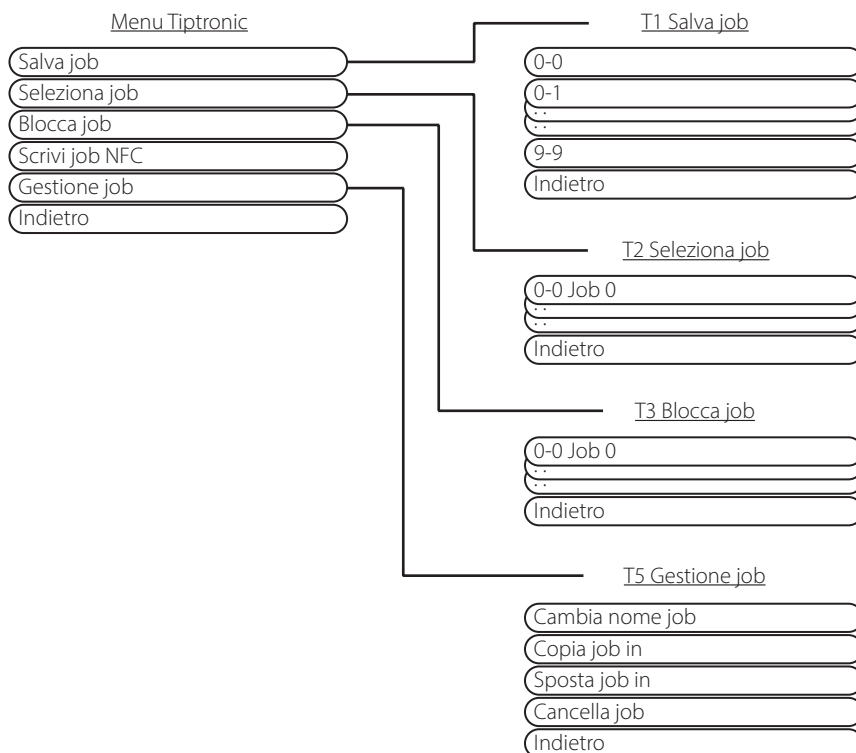 Menu Tiptronic
Salva job
Seleziona job
Blocca job
Scrivi job NFC
Gestione job
Indietro
T1 Salva job
0-0
0-1
: :
: :
9-9
Indietro
T2 Seleziona job
0-0 Job 0
: :
: :
Indietro
T3 Blocca job
0-0 Job 0
: :
: :
Indietro
T5 Gestione job
Cambia nome job
Copia job in
Sposta job in
Cancella job
Indietro